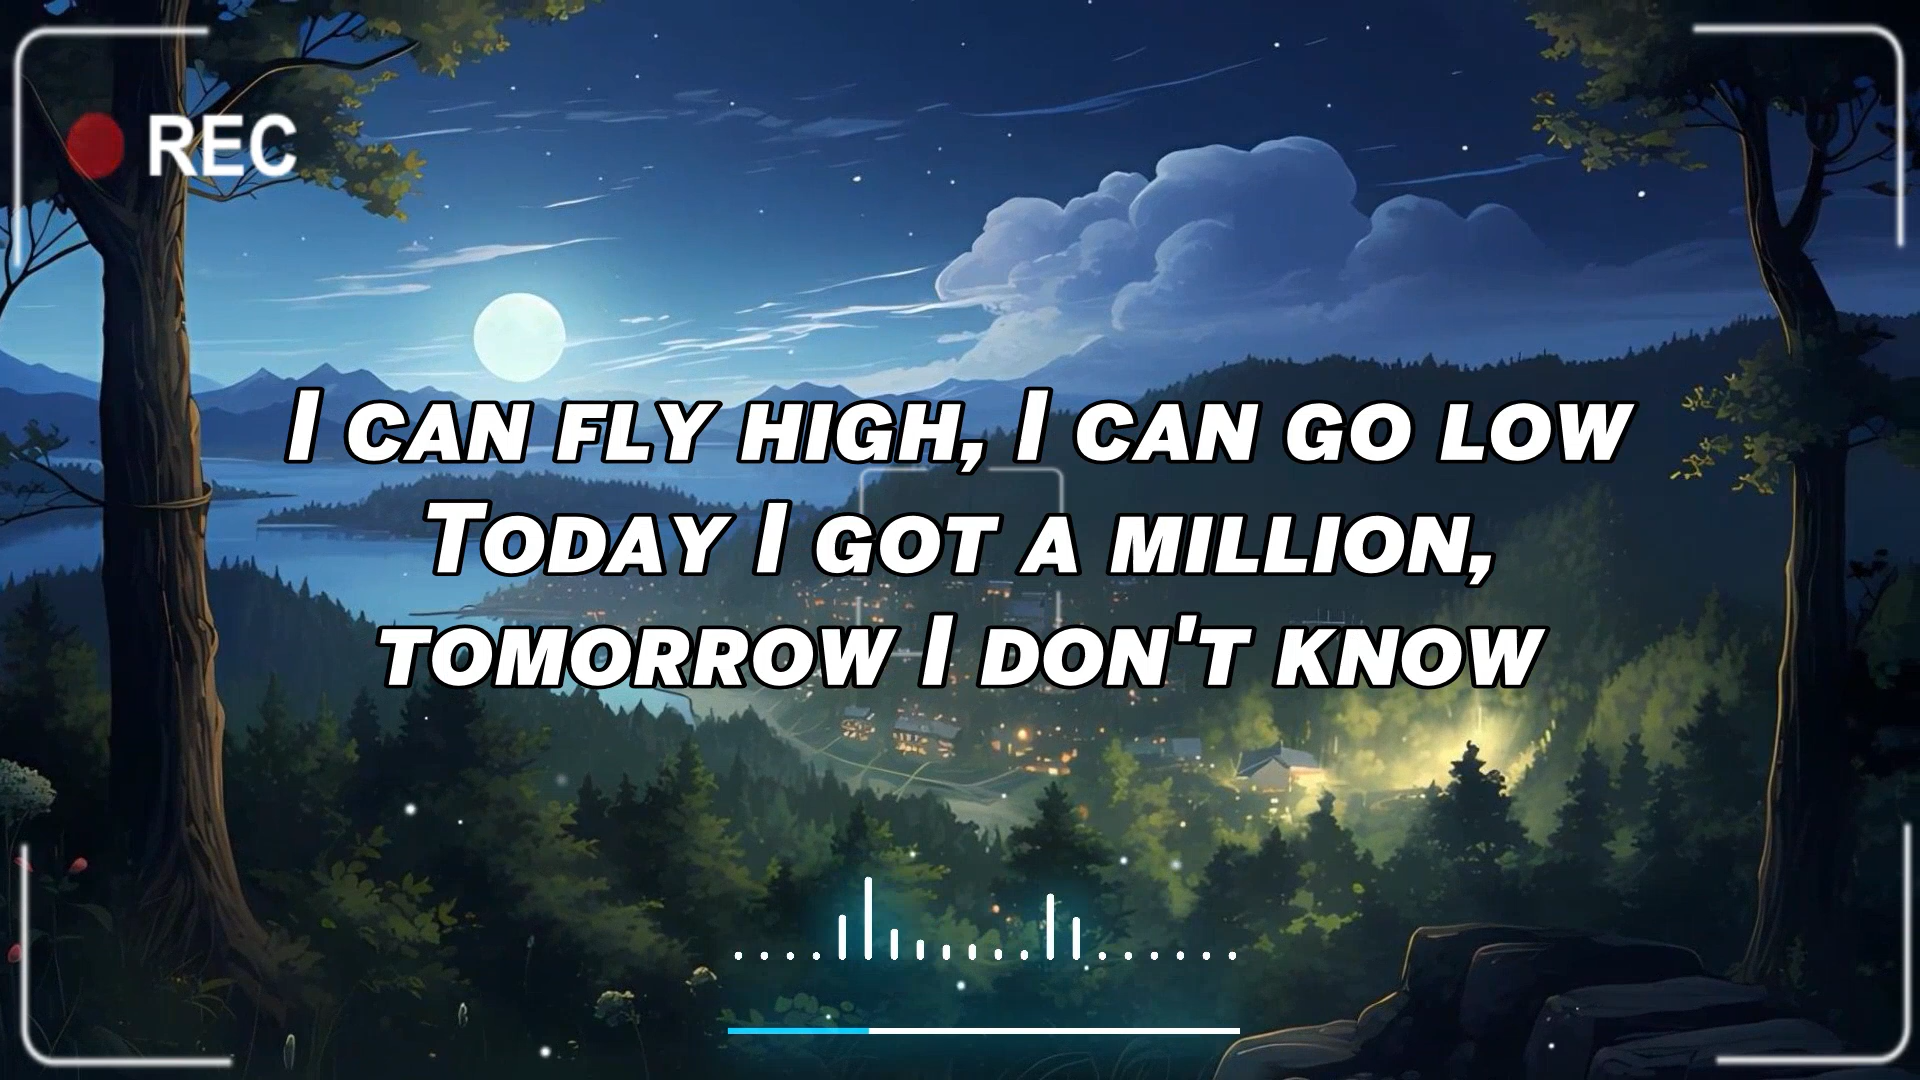 REC
I can fly high, I can go low
Today I got a million,
tomorrow I don't know